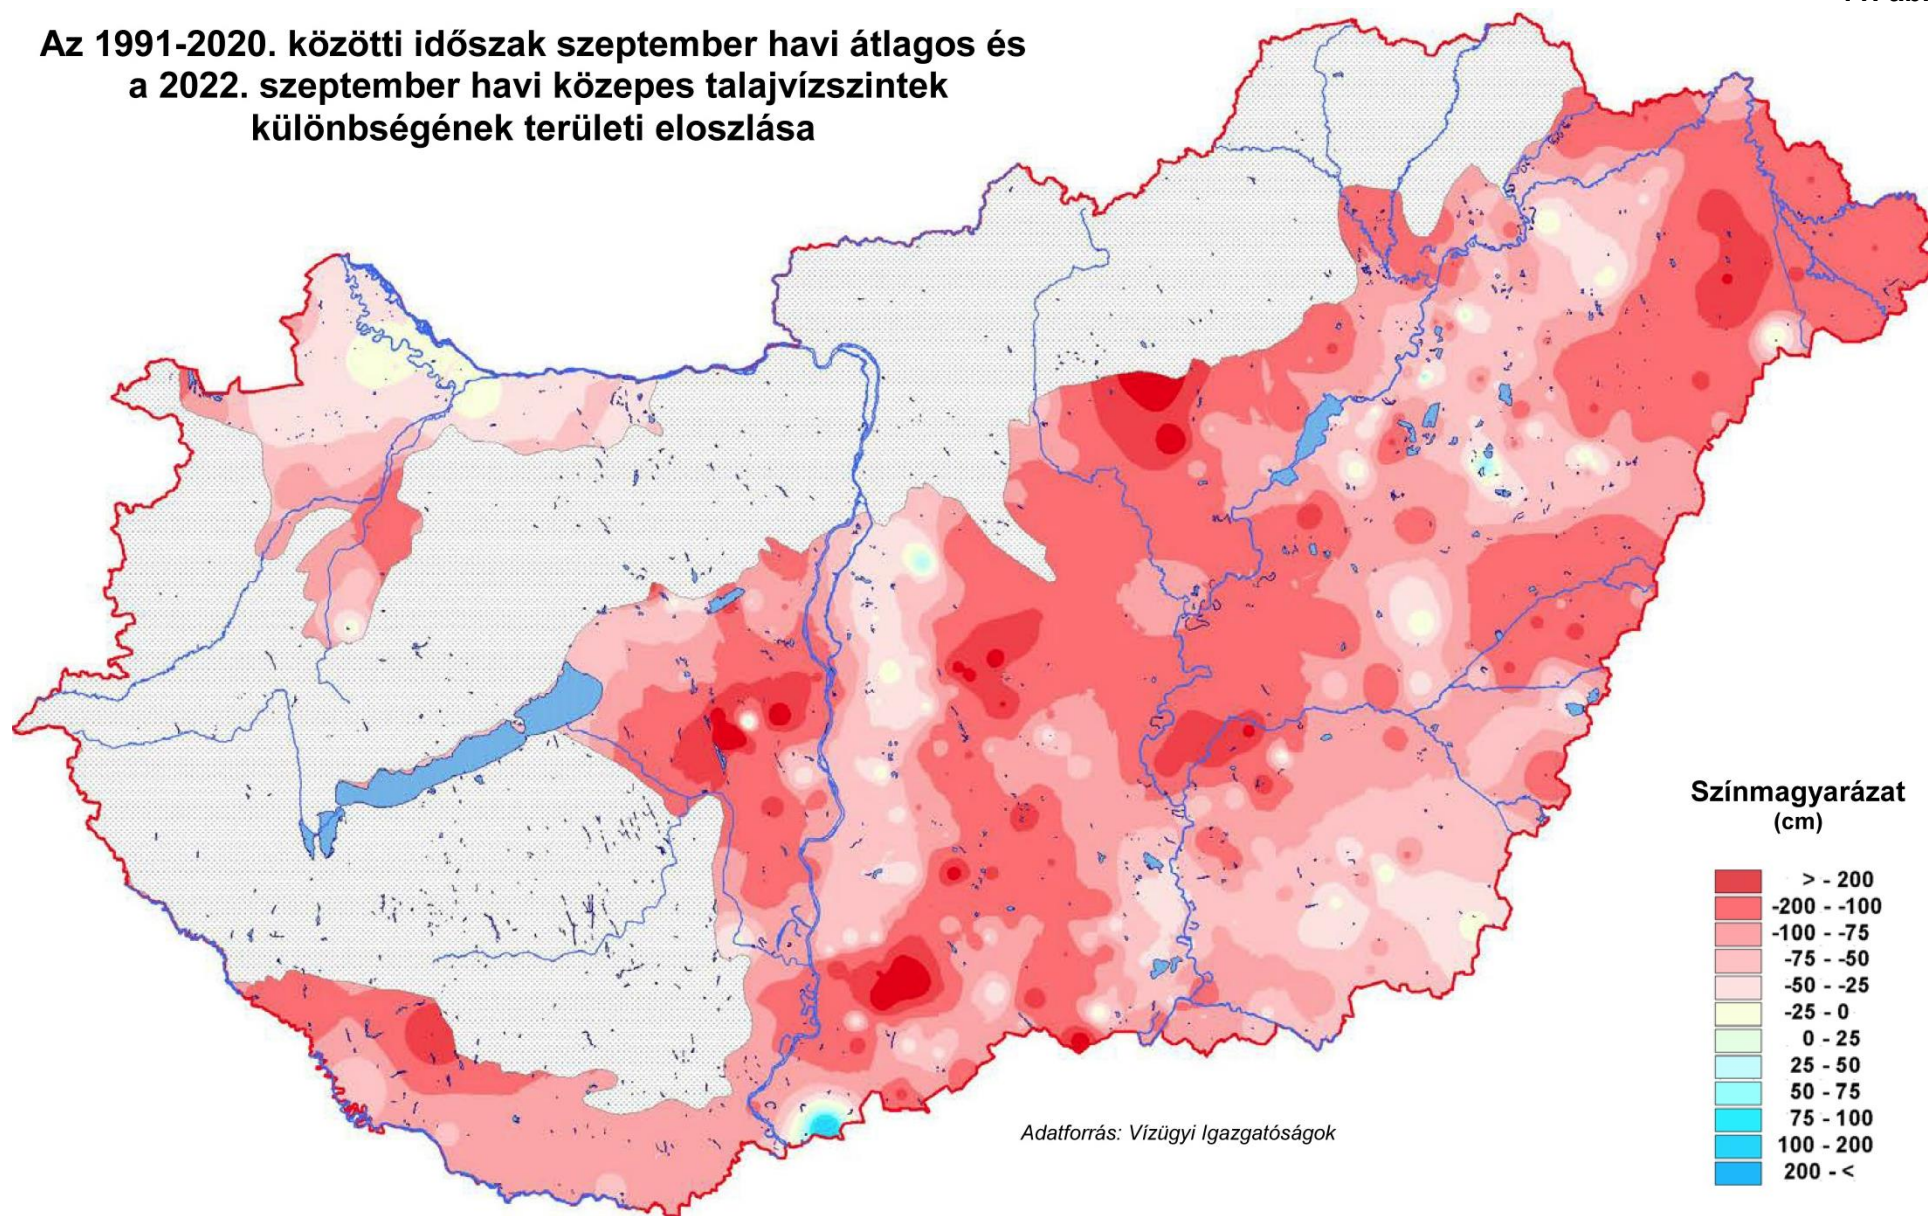 Az 1991-2020. közötti időszak szeptember havi átlagos és
a 2022. szeptember havi közepes talajvízszintek
különbségének területi eloszlása
Színmagyarázat
(cm)
> - 200
-200 - -100
-100 - -75
-75 - -50
-50 - -25
-25 - 0
0 - 25
25 - 50
50 - 75
75 - 100
100 - 200
200 - <
Adatforrás: Vízügyi Igazgatóságok